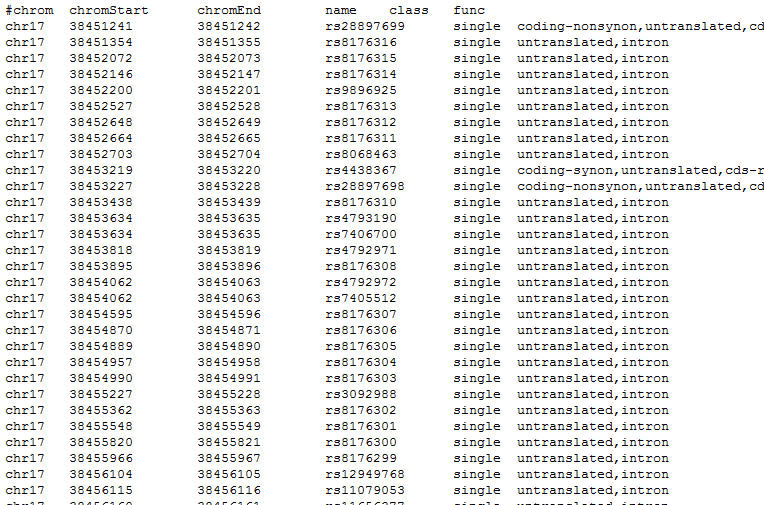 #chrom chromStart chromEnd name class func
chr17 38451241 38451242 rs28897699 single coding-nonsynon,untranslated,cd
chr17 38451354 38451355 rs8176316 single untranslated,intron
chr17 38452072 38452073 rs8176315 single untranslated,intron
chr17 38452146 38452147 rs8176314 single untranslated,intron
chr17 38452200 38452201 rs9896925 single untranslated,intron
chr17 38452527 38452528 rs8176313 single untranslated,intron
chr17 38452648 38452649 rs8176312 single untranslated,intron
chr17 38452664 38452665 rs8176311 single untranslated,intron
chr17 38452703 38452704 rs8068463 single untranslated,intron
chr17 38453219 38453220 rs4438367 single coding-synon,untranslated,cds-r
chr17 38453227 38453228 rs28897698 single coding-nonsynon,untranslated,cd
chr17 38453438 38453439 rs8176310 single untranslated,intron
chr17 38453634 38453635 rs4793190 single untranslated,intron
chr17 38453634 38453635 rs7406700 single untranslated,intron
chr17 38453818 38453819 rs4792971 single untranslated,intron
chr17 38453895 38453896 rs8176308 single untranslated,intron
chr17 38454062 38454063 rs4792972 single untranslated,intron
chr17 38454062 38454063 rs7405512 single untranslated,intron
chr17 38454595 38454596 rs8176307 single untranslated,intron
chr17 38454870 38454871 rs8176306 single untranslated,intron
chr17 38454889 38454890 rs8176305 single untranslated,intron
chr17 38454957 38454958 rs8176304 single untranslated,intron
chr17 38454990 38454991 rs8176303 single untranslated,intron
chr17 38455227 38455228 rs3092988 single untranslated,intron
chr17 38455362 38455363 rs8176302 single untranslated,intron
chr17 38455548 38455549 rs8176301 single untranslated,intron
chr17 38455820 38455821 rs8176300 single untranslated,intron
chr17 38455966 38455967 rs8176299 single untranslated,intron
chr17 38456104 38456105 rs12949768 single untranslated,intron
chr17 38456115 38456116 rs11079053 single untranslated,intron